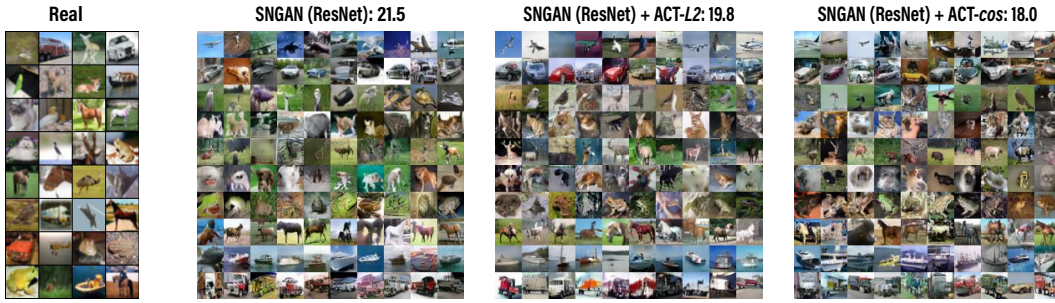 Real
SNGAN (ResNet): 21.5
SNGAN (ResNet) + ACT-L2: 19.8
SNGAN (ResNet) + ACT-cos: 18.0